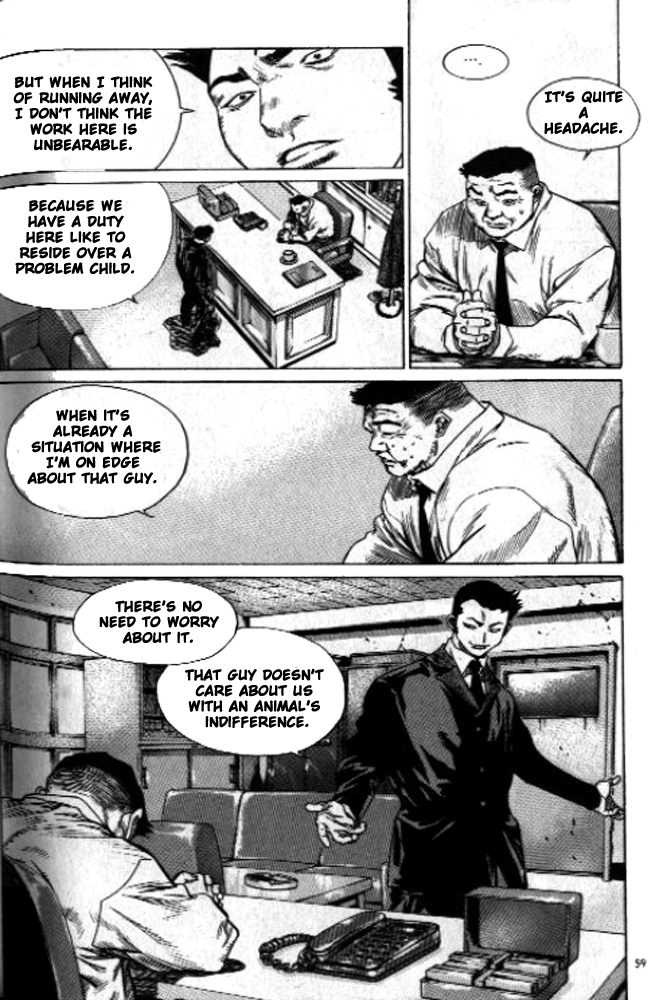 ....
IT'S QUITE
A
HEADACHE.
BUT WHEN I THINK
OF RUNNING AWAY,
I DON'T THINK THE
WORK HERE IS
UNBEARABLE.
BECAUSE WE
HAVE A DUTY
HERE LIKE TO
RESIDE OVER A
PROBLEM CHILD.
WHEN IT'S
ALREADY A
SITUATION WHERE
I'M ON EDGE
ABOUT THAT GUY.
THERE'S NO
NEED TO WORRY
ABOUT IT.
THAT GUY DOESN'T
CARE ABOUT US
WITH AN ANIMAL'S
INDIFFERENCE.
59